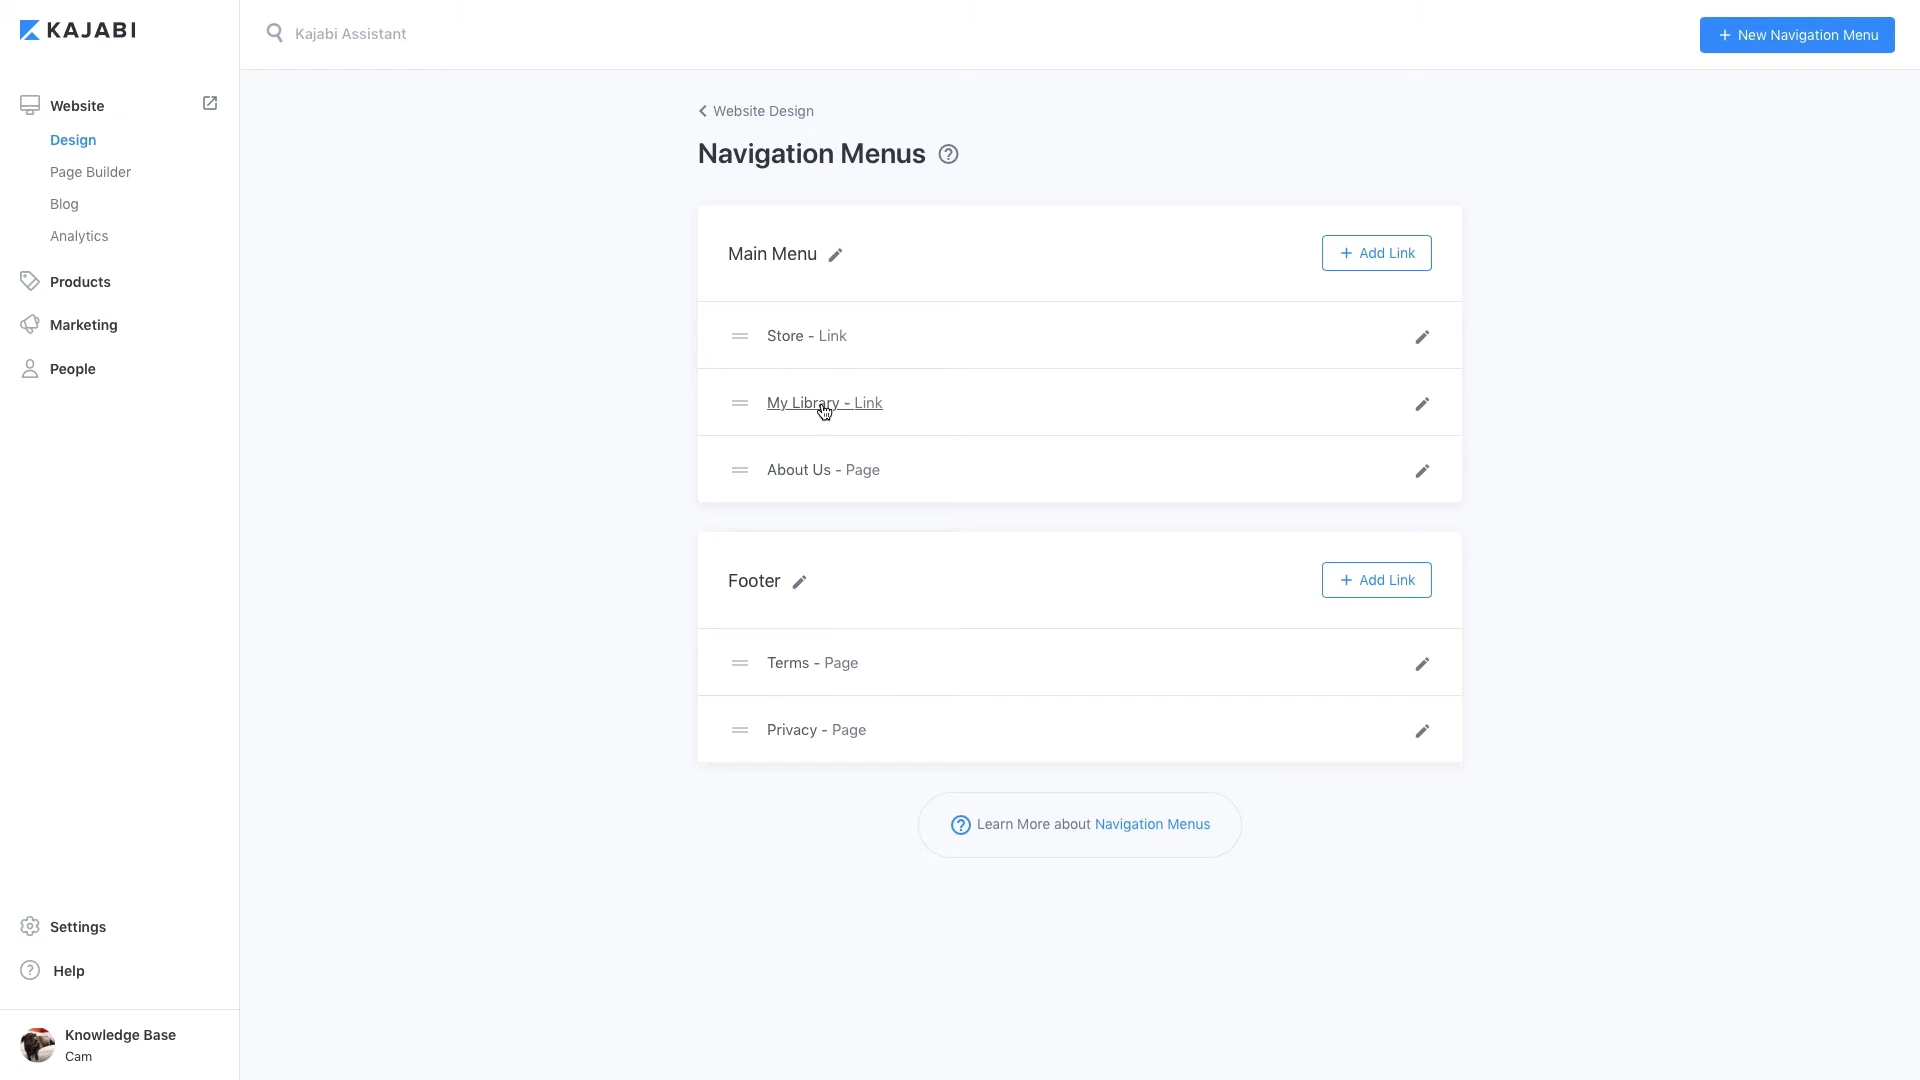 KAJABI
Kajabi Assistant
+ New Navigation Menu
Website
Design
Page Builder
Blog
Analytics
Products
Marketing
People
Settings
? Help
Knowledge Base
Cam
< Website Design
Navigation Menus ?
Main Menu
+ Add Link
Store - Link
My Library - Link
About Us - Page
Footer
+ Add Link
Terms - Page
Privacy - Page
? Learn More about Navigation Menus